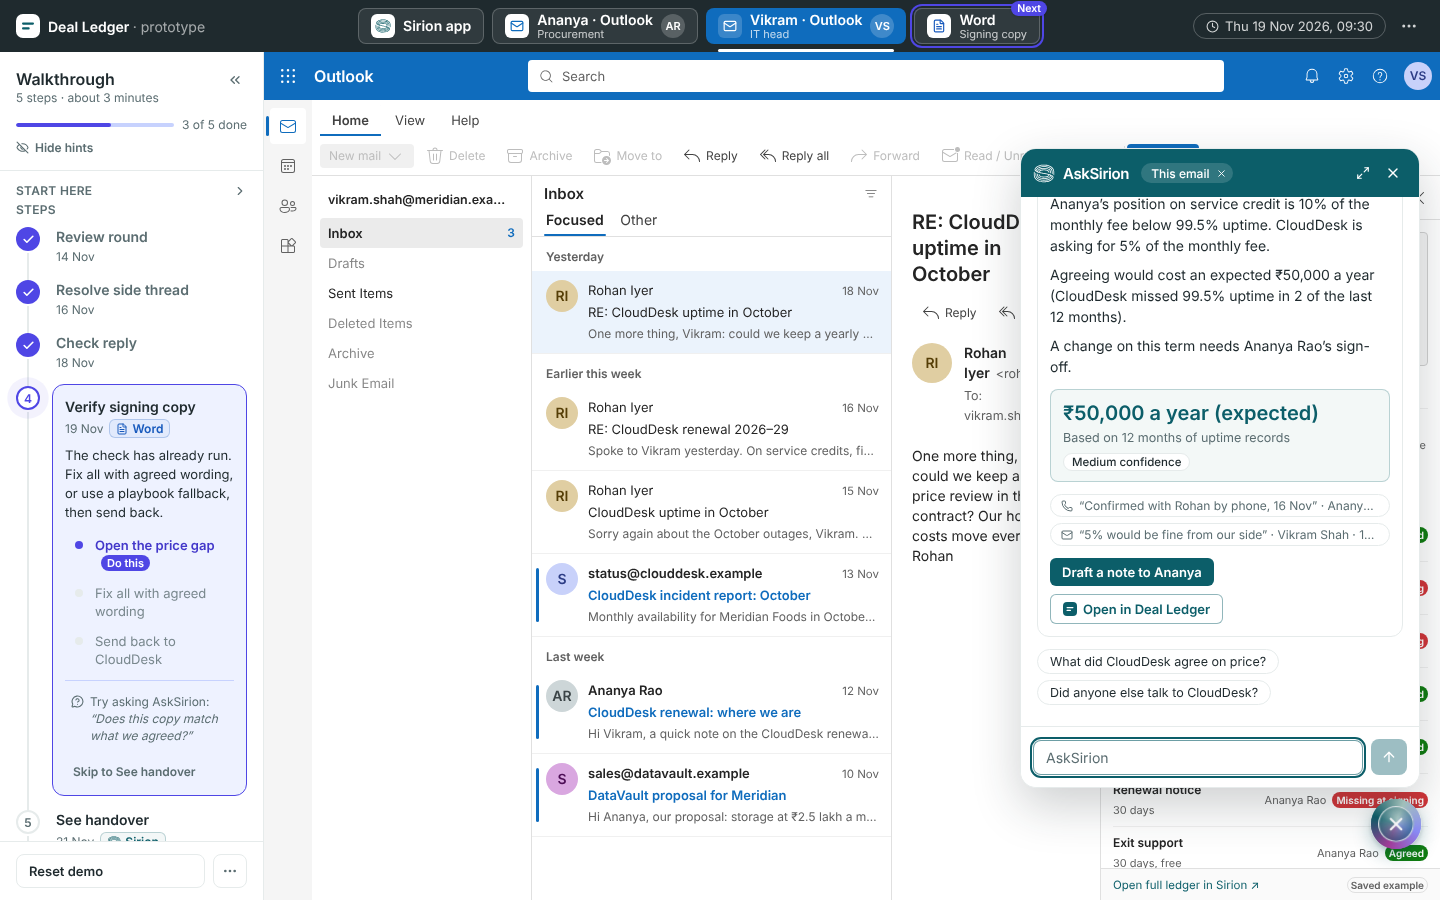 Deal Ledger · prototype
Sirion app
Ananya · Outlook
Procurement
AR
Vikram · Outlook
IT head
VS
Next
Word
Signing copy
Thu 19 Nov 2026, 09:30
Walkthrough
5 steps · about 3 minutes
3 of 5 done
Hide hints
START HERE
STEPS
Review round
14 Nov
Resolve side thread
16 Nov
Check reply
18 Nov
4
Verify signing copy
19 Nov
Word
The check has already run.
Fix all with agreed wording,
or use a playbook fallback,
then send back.
Open the price gap
Do this
Fix all with agreed
wording
Send back to
CloudDesk
Try asking AskSirion:
“Does this copy match
what we agreed?”
Skip to See handover
5
See handover
21 Nov
Sirion
Reset demo
Outlook
Search
VS
Home
View
Help
New mail
Delete
Archive
Move to
Reply
Reply all
Forward
Read /
vikram.shah@meridian.exa...
Inbox
3
Drafts
Sent Items
Deleted Items
Archive
Junk Email
Inbox
Focused
Other
Yesterday
RI
Rohan Iyer
18 Nov
RE: CloudDesk uptime in October
One more thing, Vikram: could we keep a yearly ...
Earlier this week
RI
Rohan Iyer
16 Nov
RE: CloudDesk renewal 2026–29
Spoke to Vikram yesterday. On service credits, fi...
RI
Rohan Iyer
15 Nov
CloudDesk uptime in October
Sorry again about the October outages, Vikram. ...
S
status@clouddesk.example
13 Nov
CloudDesk incident report: October
Monthly availability for Meridian Foods in Octobe...
Last week
AR
Ananya Rao
12 Nov
CloudDesk renewal: where we are
Hi Vikram, a quick note on the CloudDesk renewa...
S
sales@datavault.example
10 Nov
DataVault proposal for Meridian
Hi Ananya, our proposal: storage at ₹2.5 lakh a m...
RE: CloudD
uptime in
October
Reply
RI
Rohan
Iyer
<roh
To:
vikram.sh
One more thing,
could we keep a
price review in th
contract? Our ho
costs move ever
Rohan
AskSirion
This email
Ananya’s position on service credit is 10% of the
monthly fee below 99.5% uptime. CloudDesk is
asking for 5% of the monthly fee.
Agreeing would cost an expected ₹50,000 a year
(CloudDesk missed 99.5% uptime in 2 of the last
12 months).
A change on this term needs Ananya Rao’s sign-
off.
₹50,000 a year (expected)
Based on 12 months of uptime records
Medium confidence
“Confirmed with Rohan by phone, 16 Nov” · Anany...
“5% would be fine from our side” · Vikram Shah · 1...
Draft a note to Ananya
Open in Deal Ledger
What did CloudDesk agree on price?
Did anyone else talk to CloudDesk?
AskSirion
Renewal notice
30 days
Ananya Rao
Missing at signing
Exit support
30 days, free
Ananya Rao
Agreed
Open full ledger in Sirion ↗
Saved example